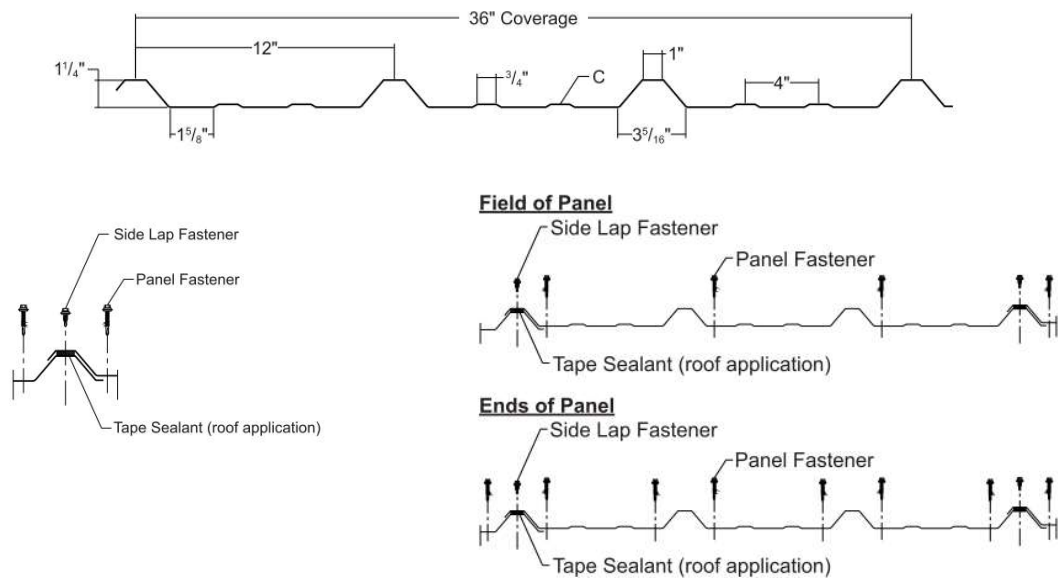 36" Coverage
12"
1"
1 1/4"
3/4"
C
4"
1 5/8"
3 5/16"
Side Lap Fastener
Panel Fastener
Tape Sealant (roof application)
Field of Panel
Side Lap Fastener
Panel Fastener
Tape Sealant (roof application)
Ends of Panel
Side Lap Fastener
Panel Fastener
Tape Sealant (roof application)